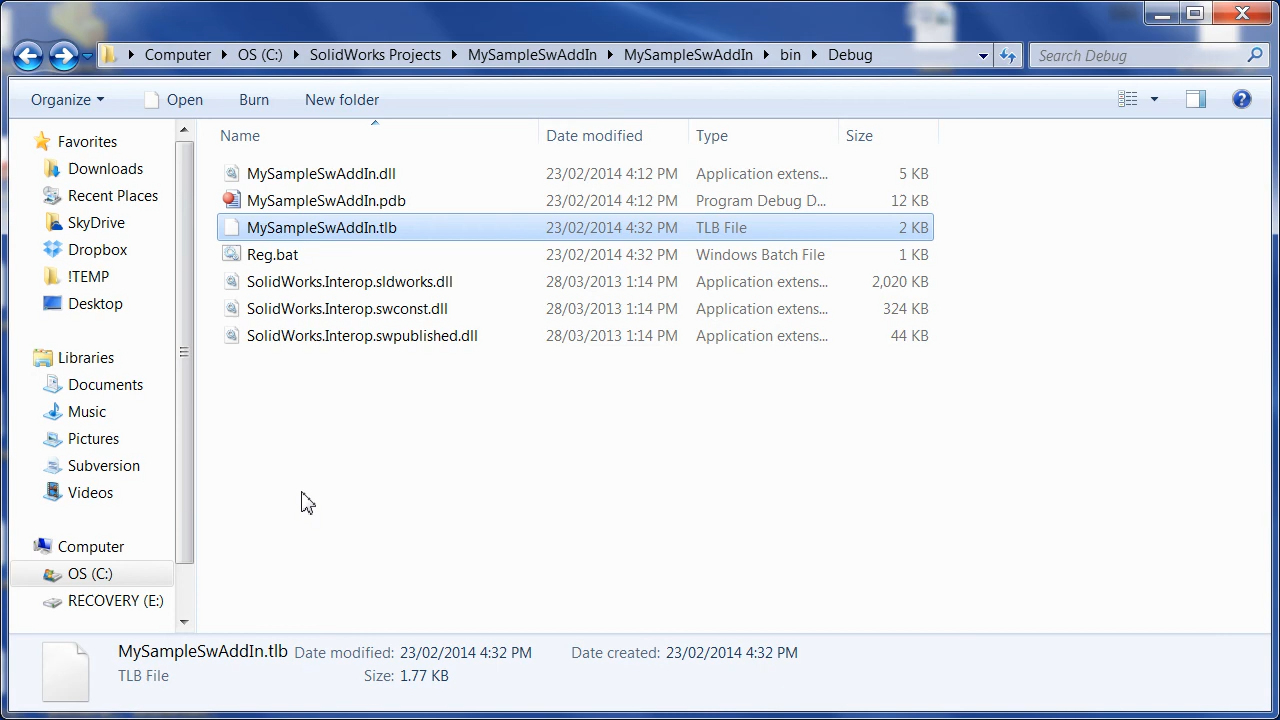 Computer OS (C:) SolidWorks Projects MySampleSwAddIn MySampleSwAddIn bin Debug Search Debug
Organize Open Burn New folder
Name Date modified Type Size
Favorites
Downloads
Recent Places
SkyDrive
Dropbox
!TEMP
Desktop
Libraries
Documents
Music
Pictures
Subversion
Videos
Computer
OS (C:)
RECOVERY (E:)
MySampleSwAddIn.dll 23/02/2014 4:12 PM Application extens... 5 KB
MySampleSwAddIn.pdb 23/02/2014 4:12 PM Program Debug D... 12 KB
MySampleSwAddIn.tlb 23/02/2014 4:32 PM TLB File 2 KB
Reg.bat 23/02/2014 4:32 PM Windows Batch File 1 KB
SolidWorks.Interop.sldworks.dll 28/03/2013 1:14 PM Application extens... 2,020 KB
SolidWorks.Interop.swconst.dll 28/03/2013 1:14 PM Application extens... 324 KB
SolidWorks.Interop.swpublished.dll 28/03/2013 1:14 PM Application extens... 44 KB
MySampleSwAddIn.tlb Date modified: 23/02/2014 4:32 PM Date created: 23/02/2014 4:32 PM
TLB File Size: 1.77 KB